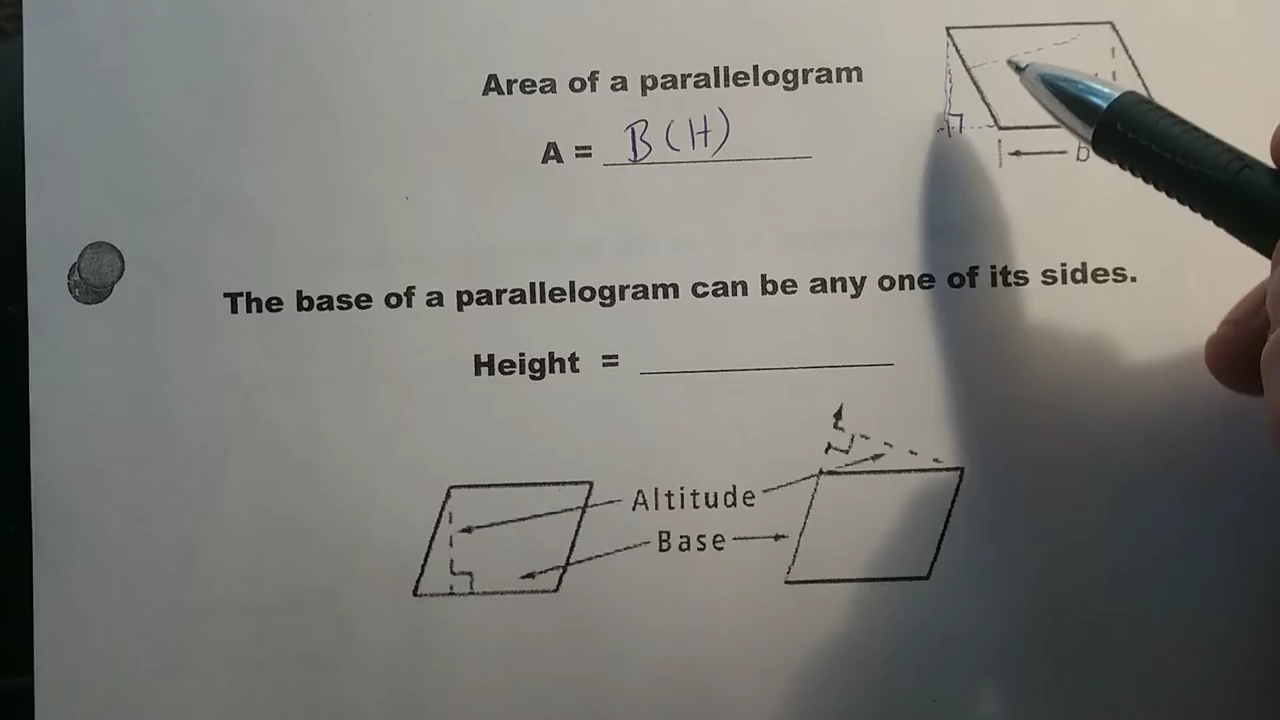 Area of a parallelogram
A = B(H)
b
The base of a parallelogram can be any one of its sides.
Height =
Altitude
Base